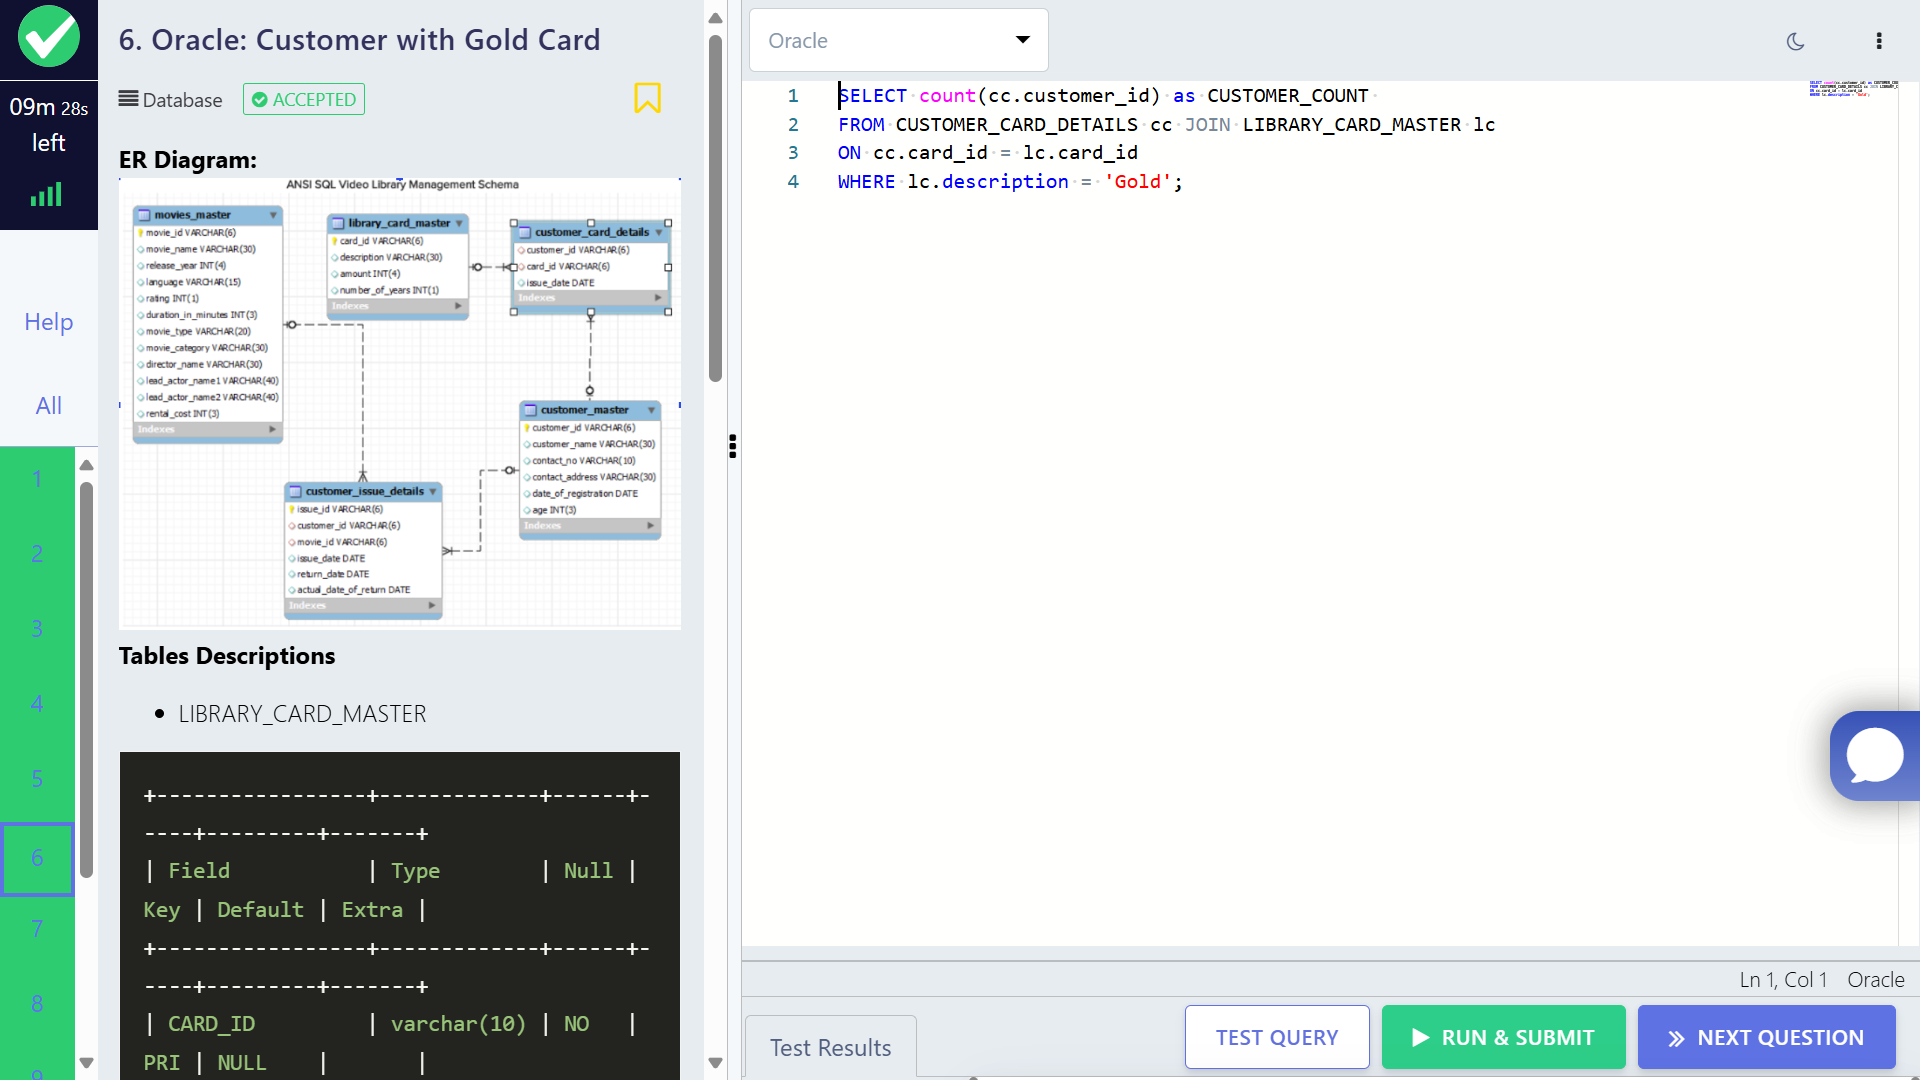 09m 28s
left
Help
All
1
2
3
4
5
6
7
8
9
6. Oracle: Customer with Gold Card
Database
ACCEPTED
ER Diagram:
ANSI SQL Video Library Management Schema
movies_master
movie_id VARCHAR(6)
movie_name VARCHAR(30)
release_year INT(4)
language VARCHAR(15)
rating INT(1)
duration_in_minutes INT(3)
movie_type VARCHAR(20)
movie_category VARCHAR(30)
director_name VARCHAR(30)
lead_actor_name1 VARCHAR(40)
lead_actor_name2 VARCHAR(40)
rental_cost INT(3)
Indexes
library_card_master
card_id VARCHAR(6)
description VARCHAR(30)
amount INT(4)
number_of_years INT(1)
Indexes
customer_card_details
customer_id VARCHAR(6)
card_id VARCHAR(6)
issue_date DATE
Indexes
customer_master
customer_id VARCHAR(6)
customer_name VARCHAR(30)
contact_no VARCHAR(10)
contact_address VARCHAR(30)
date_of_registration DATE
age INT(3)
Indexes
customer_issue_details
issue_id VARCHAR(6)
customer_id VARCHAR(6)
movie_id VARCHAR(6)
issue_date DATE
return_date DATE
actual_date_of_return DATE
Indexes
Tables Descriptions
• LIBRARY_CARD_MASTER
+-----------------+-------------+------+-
----+---------+-------+
| Field | Type | Null |
Key | Default | Extra |
+-----------------+-------------+------+-
----+---------+-------+
| CARD_ID | varchar(10) | NO |
PRI | NULL | |
Oracle
1 SELECT count(cc.customer_id) as CUSTOMER_COUNT
2 FROM CUSTOMER_CARD_DETAILS cc JOIN LIBRARY_CARD_MASTER lc
3 ON cc.card_id = lc.card_id
4 WHERE lc.description = 'Gold';
Ln 1, Col 1 Oracle
Test Results
TEST QUERY
RUN & SUBMIT
NEXT QUESTION